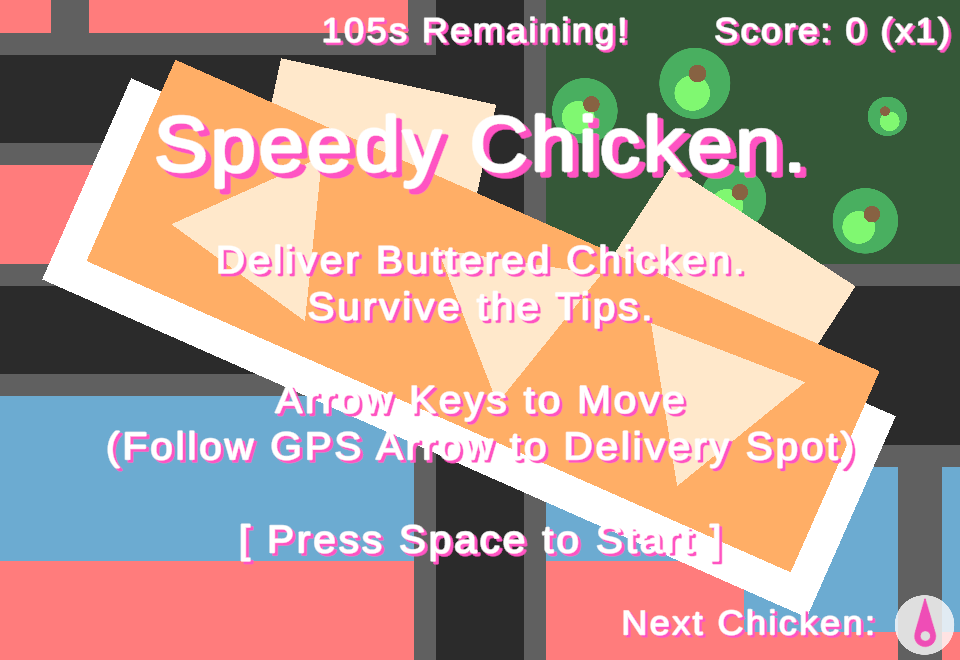 105s Remaining!
Score: 0 (x1)
Speedy Chicken.
Deliver Buttered Chicken.
Survive the Tips.
Arrow Keys to Move
(Follow GPS Arrow to Delivery Spot)
[ Press Space to Start ]
Next Chicken: